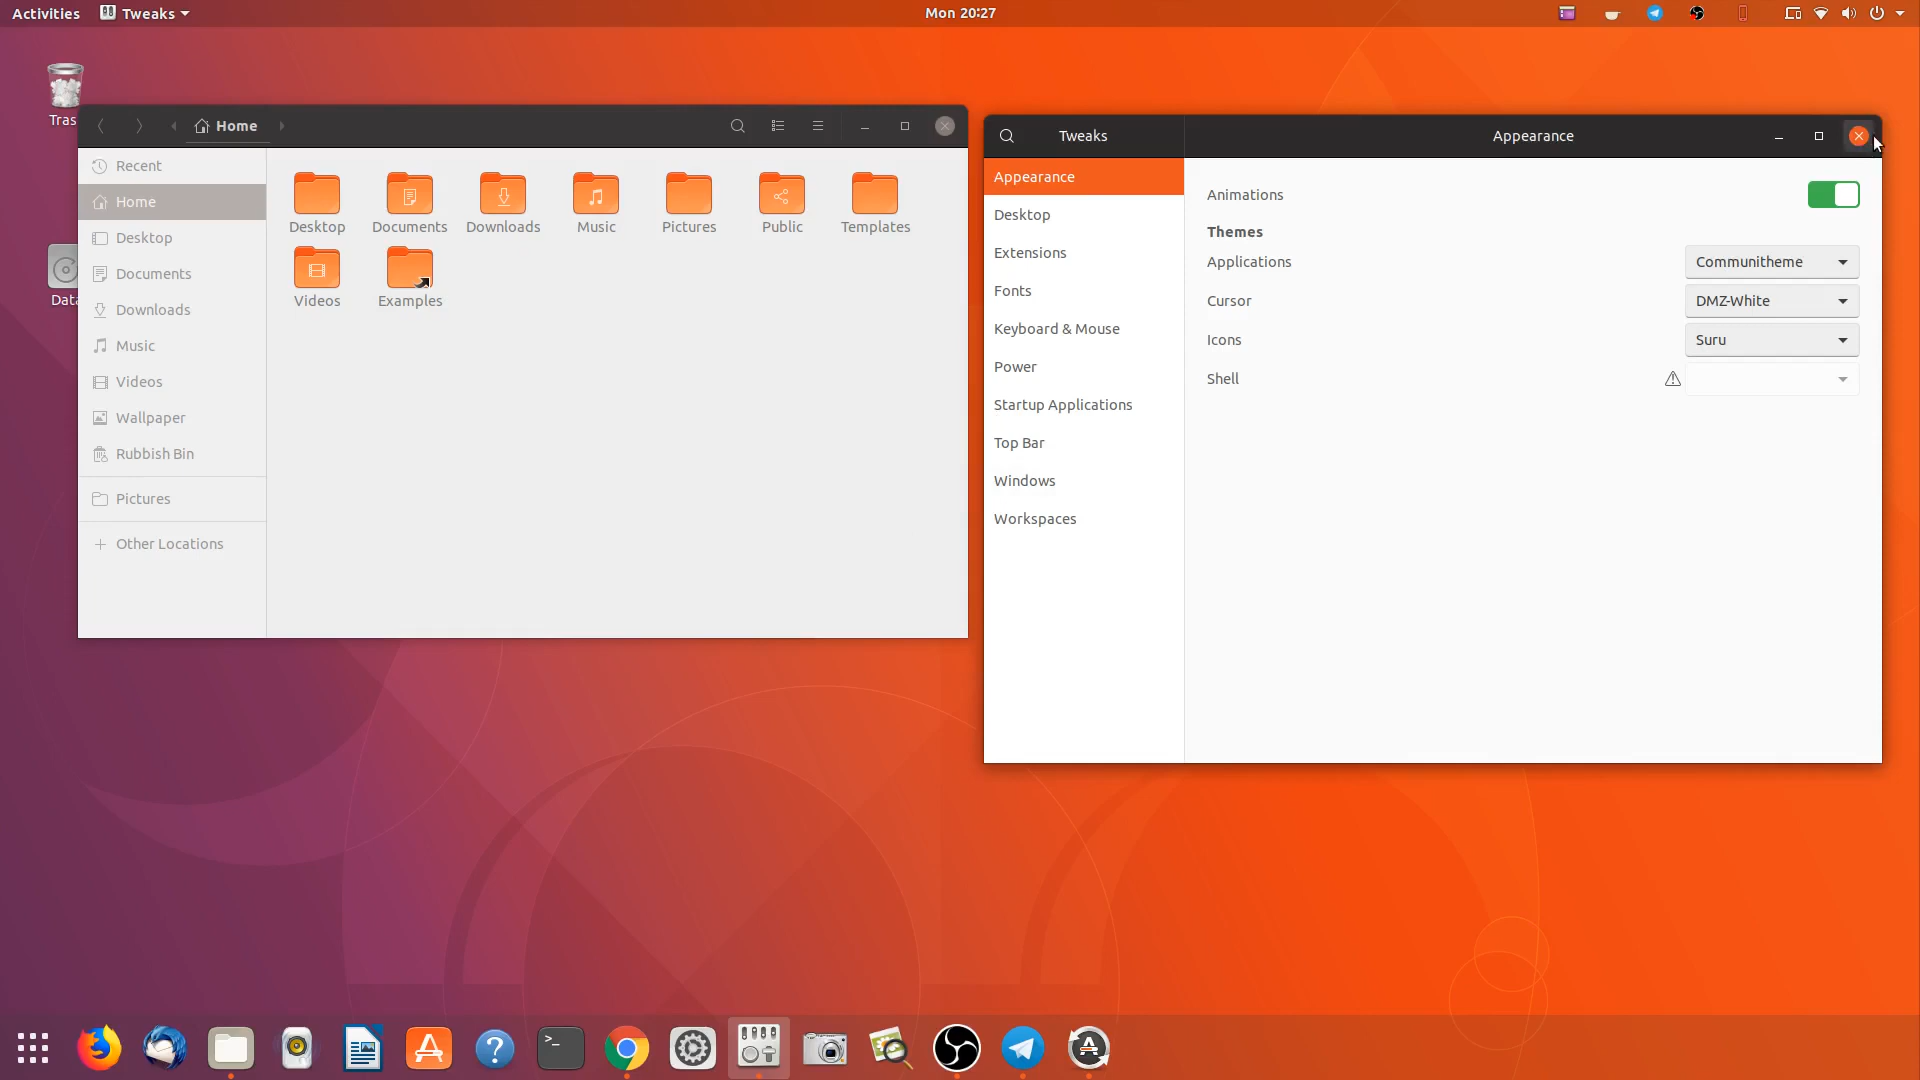 Activities
Tweaks
Mon 20:27
Tras
Data
Home
Recent
Home
Desktop
Documents
Downloads
Music
Videos
Wallpaper
Rubbish Bin
Pictures
Other Locations
Desktop
Documents
Downloads
Music
Pictures
Public
Templates
Videos
Examples
Tweaks
Appearance
Appearance
Desktop
Extensions
Fonts
Keyboard & Mouse
Power
Startup Applications
Top Bar
Windows
Workspaces
Animations
Themes
Applications
Communitheme
Cursor
DMZ-White
Icons
Suru
Shell